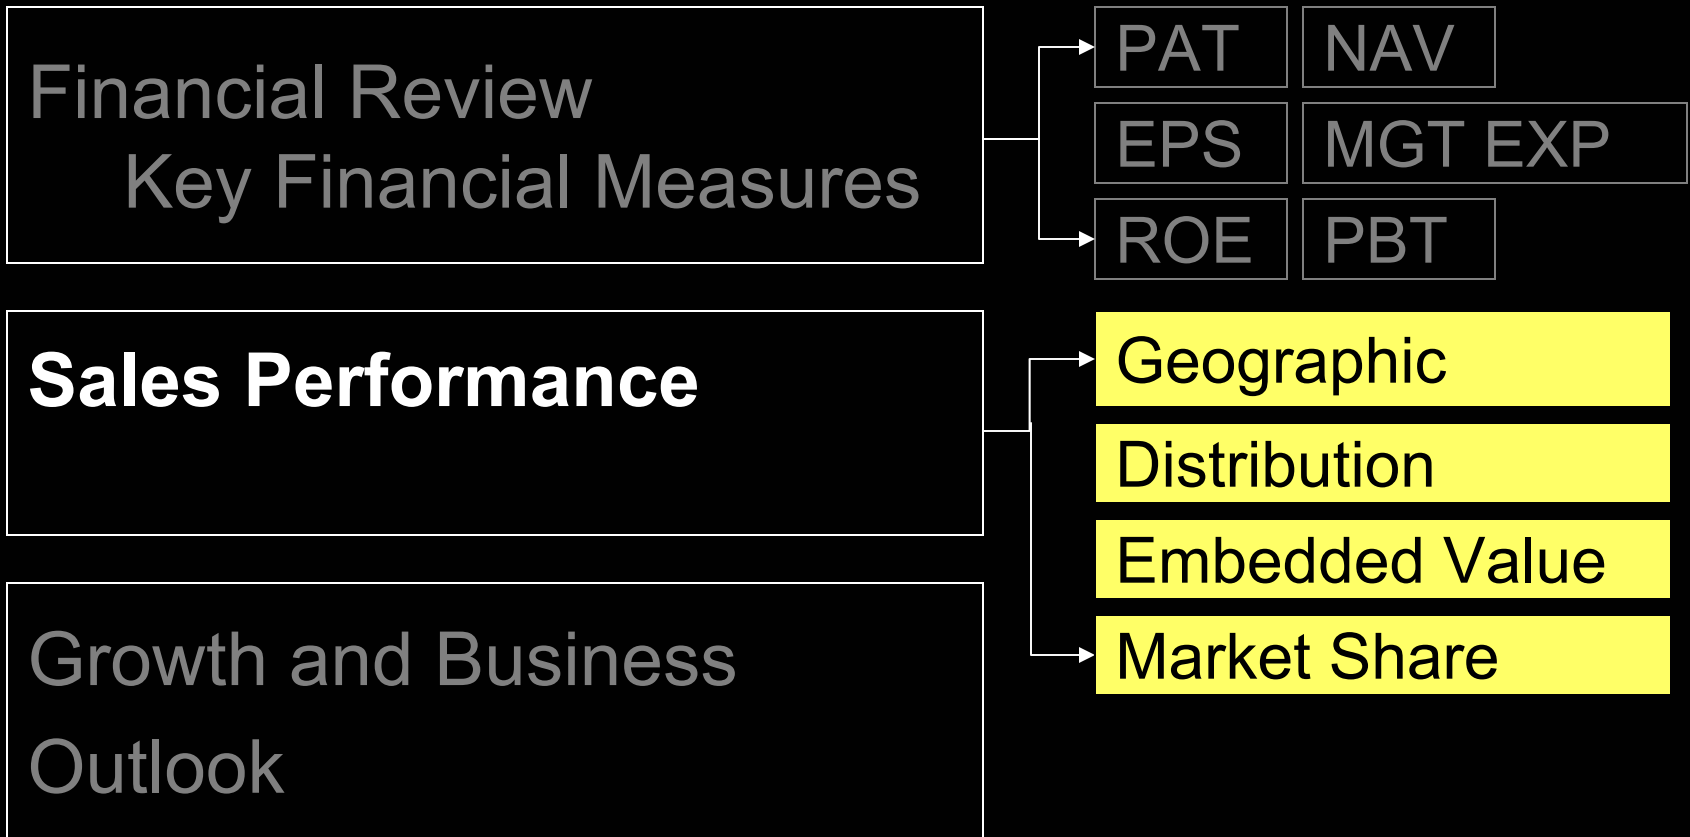 Financial Review
Key Financial Measures
PAT
NAV
EPS
MGT EXP
ROE
PBT
Sales Performance
Geographic
Distribution
Embedded Value
Market Share
Growth and Business
Outlook